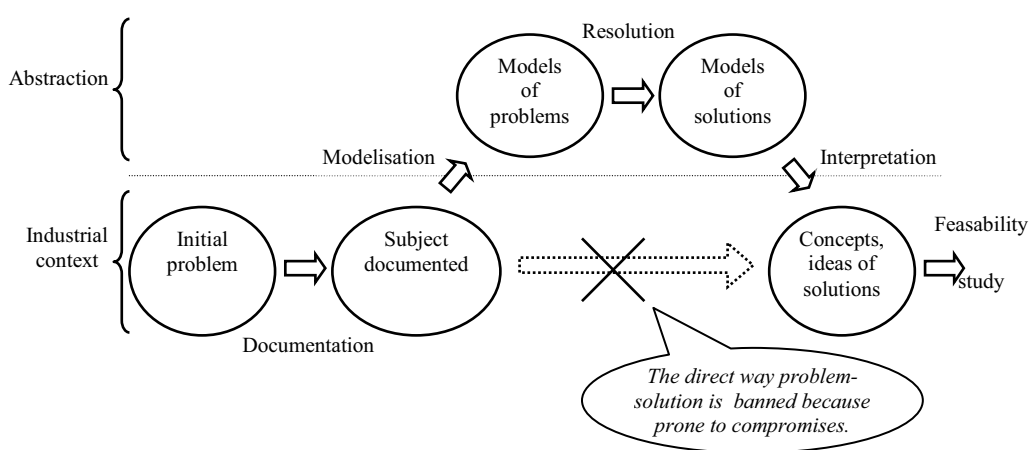 Resolution
Abstraction
Models
of
problems
Models
of
solutions
Modelisation
Interpretation
Industrial
context
Initial
problem
Subject
documented
Concepts,
ideas of
solutions
Feasability
study
Documentation
The direct way problem-
solution is banned because
prone to compromises.